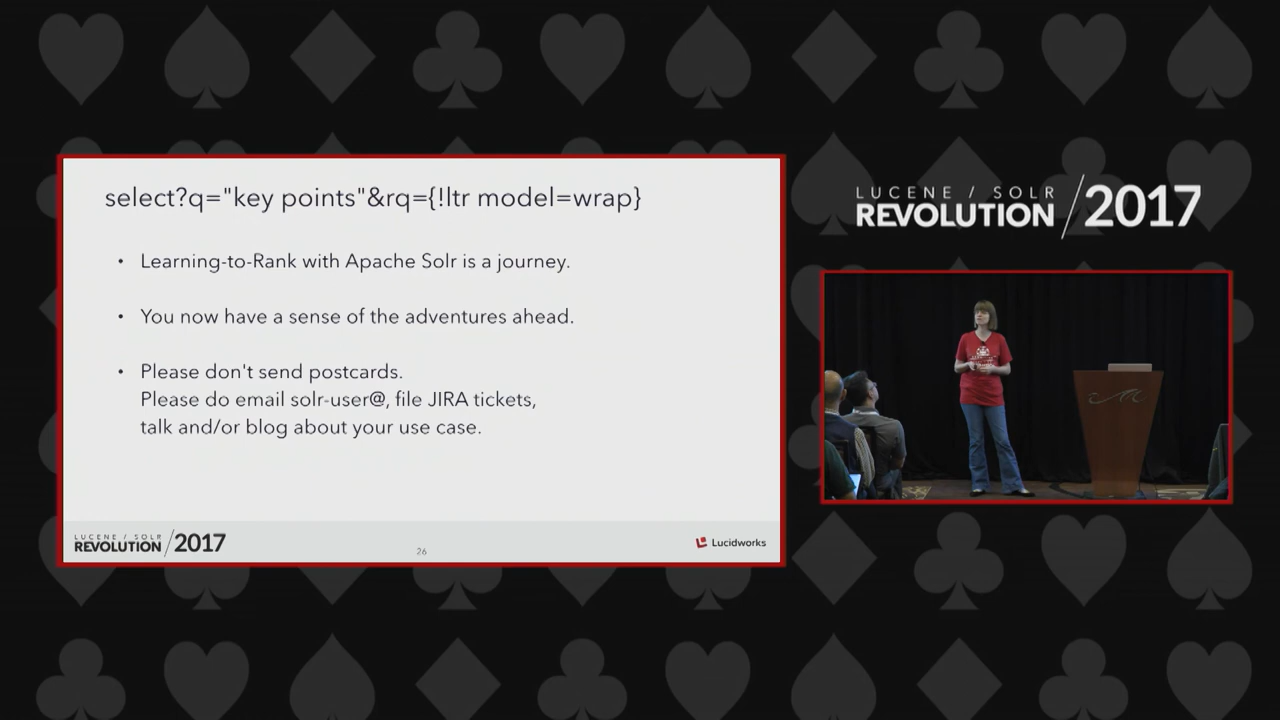 select?q="key points"&rq={!ltr model=wrap}
• Learning-to-Rank with Apache Solr is a journey.
• You now have a sense of the adventures ahead.
• Please don't send postcards.
Please do email solr-user@, file JIRA tickets,
talk and/or blog about your use case.
LUCENE / SOLR
REVOLUTION / 2017
26
Lucidworks
LUCENE / SOLR
REVOLUTION / 2017